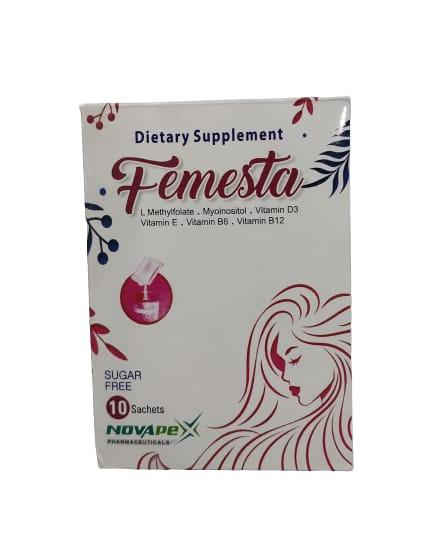 Dietary Supplement
Femesta
L Methylfolate . Myoinositol . Vitamin D3
Vitamin E . Vitamin B6 . Vitamin B12
SUGAR
FREE
10 Sachets
NOVAPEX
PHARMACEUTICALS